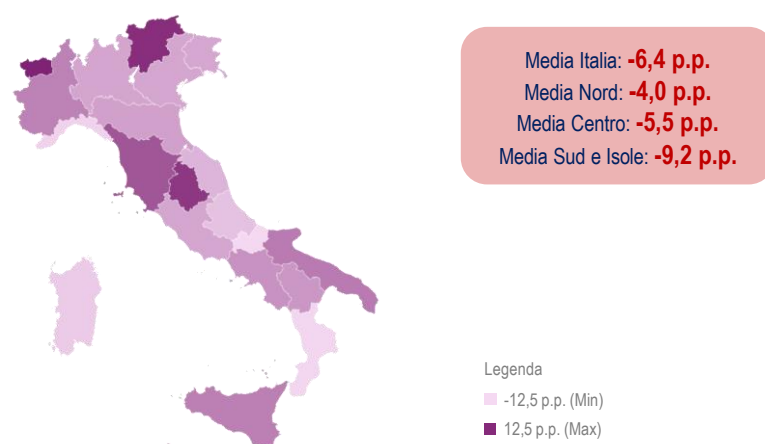 Media Italia: -6,4 p.p.
Media Nord: -4,0 p.p.
Media Centro: -5,5 p.p.
Media Sud e Isole: -9,2 p.p.
Legenda
-12,5 p.p. (Min)
12,5 p.p. (Max)